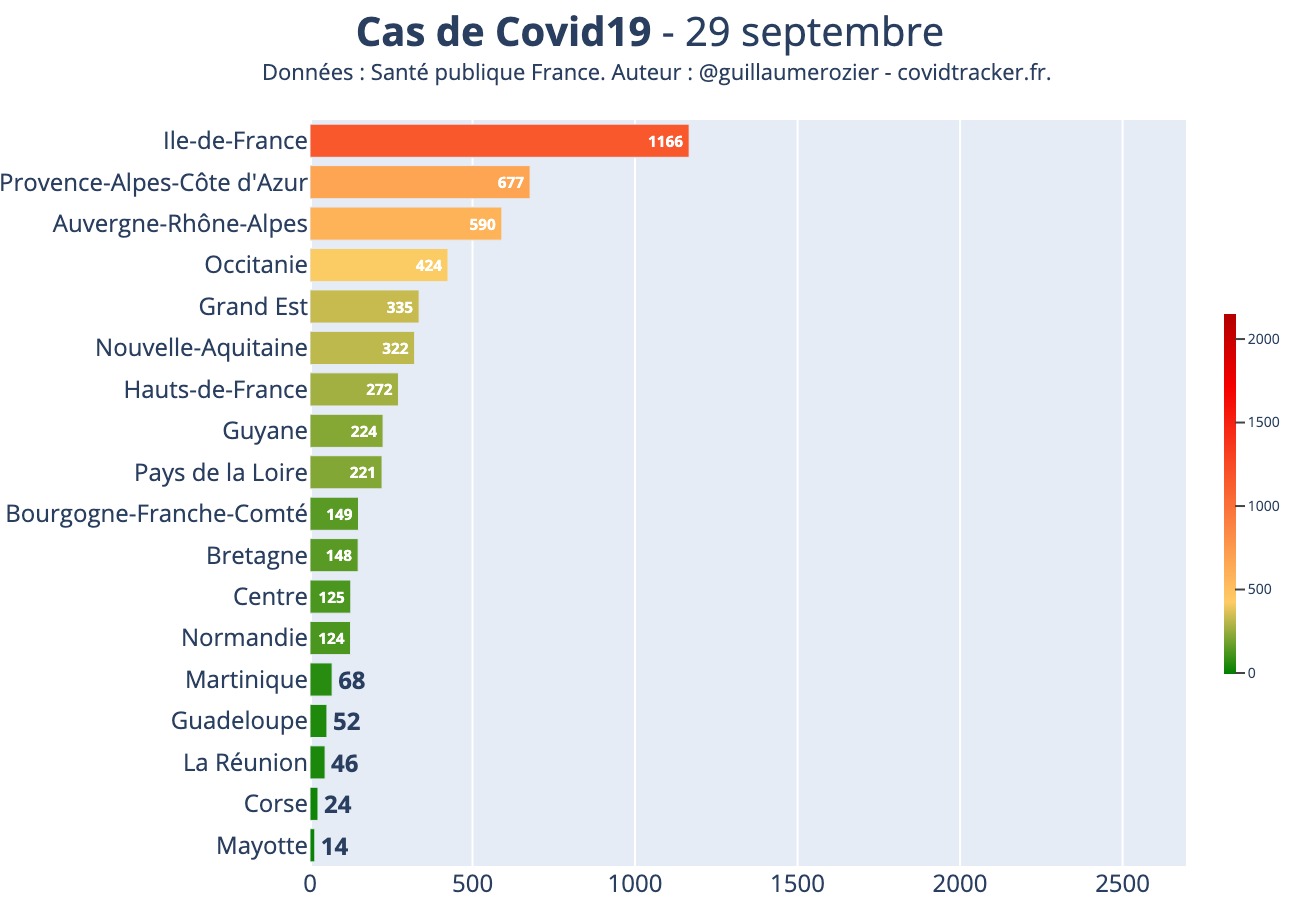 Cas de Covid19 - 29 septembre
Données : Santé publique France. Auteur : @guillaumerozier - covidtracker.fr.
Ile-de-France 1166
Provence-Alpes-Côte d'Azur 677
Auvergne-Rhône-Alpes 590
Occitanie 424
Grand Est 335
Nouvelle-Aquitaine 322
Hauts-de-France 272
Guyane 224
Pays de la Loire 221
Bourgogne-Franche-Comté 149
Bretagne 148
Centre 125
Normandie 124
Martinique 68
Guadeloupe 52
La Réunion 46
Corse 24
Mayotte 14
0 500 1000 1500 2000 2500
2000
1500
1000
500
0